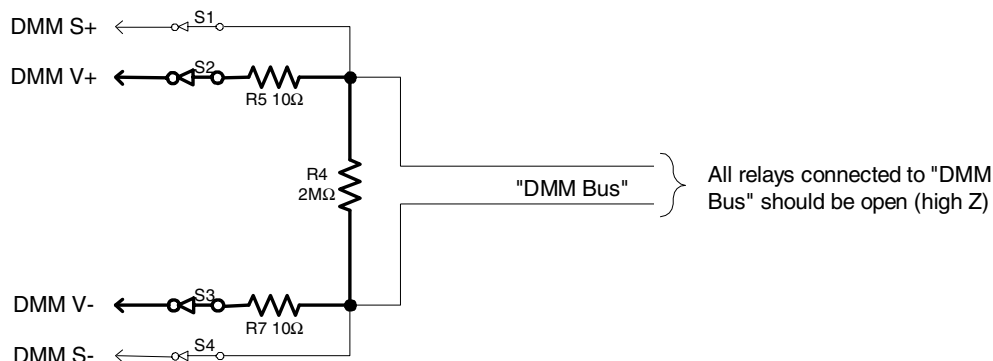 DMM S+
S1
DMM V+
S2
R5 10Ω
R4
2MΩ
"DMM Bus"
All relays connected to "DMM
Bus" should be open (high Z)
DMM V-
S3
R7 10Ω
DMM S-
S4